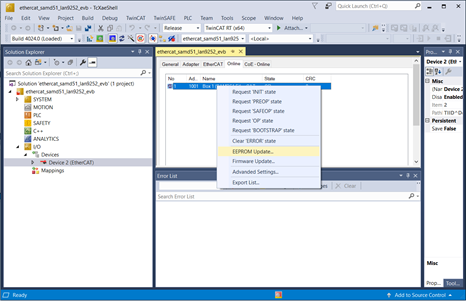 ethercat_samd51_lan9252_evb - TcXaeShell
Quick Launch (Ctrl+Q)
File Edit View Project Build Debug TwinCAT TwinSAFE PLC Team Scope Tools Window Help
Release TwinCAT RT (x64) Attach...
Build 4024.0 (Loaded) ethercat_samd51_lan925 <Local>
Solution Explorer
Search Solution Explorer (Ctrl+;)
Solution 'ethercat_samd51_lan9252_evb' (1 project)
ethercat_samd51_lan9252_evb
SYSTEM
MOTION
PLC
SAFETY
C++
ANALYTICS
I/O
Devices
Device 2 (EtherCAT)
Mappings
ethercat_samd51_lan9252_evb
General Adapter EtherCAT Online CoE - Online
No Ad.. Name State CRC
1 1001 Box 1
Request 'INIT' state
Request 'PREOP' state
Request 'SAFEOP' state
Request 'OP' state
Request 'BOOTSTRAP' state
Clear 'ERROR' state
EEPROM Update...
Firmware Update...
Advanced Settings...
Export List...
Error List
Clear
Search Error List
Pro...
Device 2
Misc
(Nar Device 2
Disa Enabled
Item 2
Path TIID^D
Persistent
Save False
Misc
Prop... Tool...
Ready
Add to Source Control